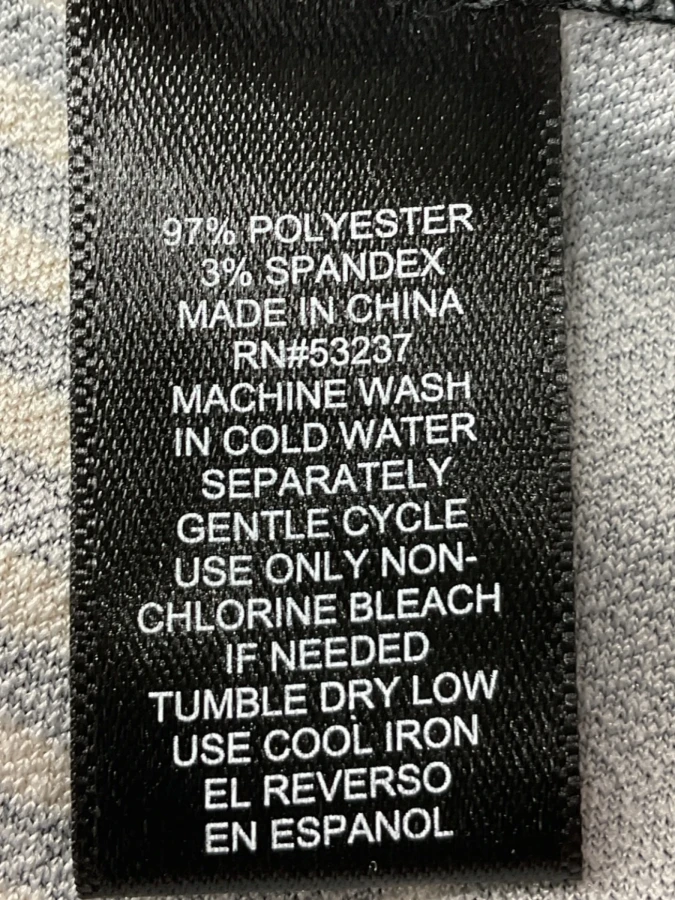 97% POLYESTER
3% SPANDEX
MADE IN CHINA
RN#53237
MACHINE WASH
IN COLD WATER
SEPARATELY
GENTLE CYCLE
USE ONLY NON-
CHLORINE BLEACH
IF NEEDED
TUMBLE DRY LOW
USE COOL IRON
EL REVERSO
EN ESPANOL